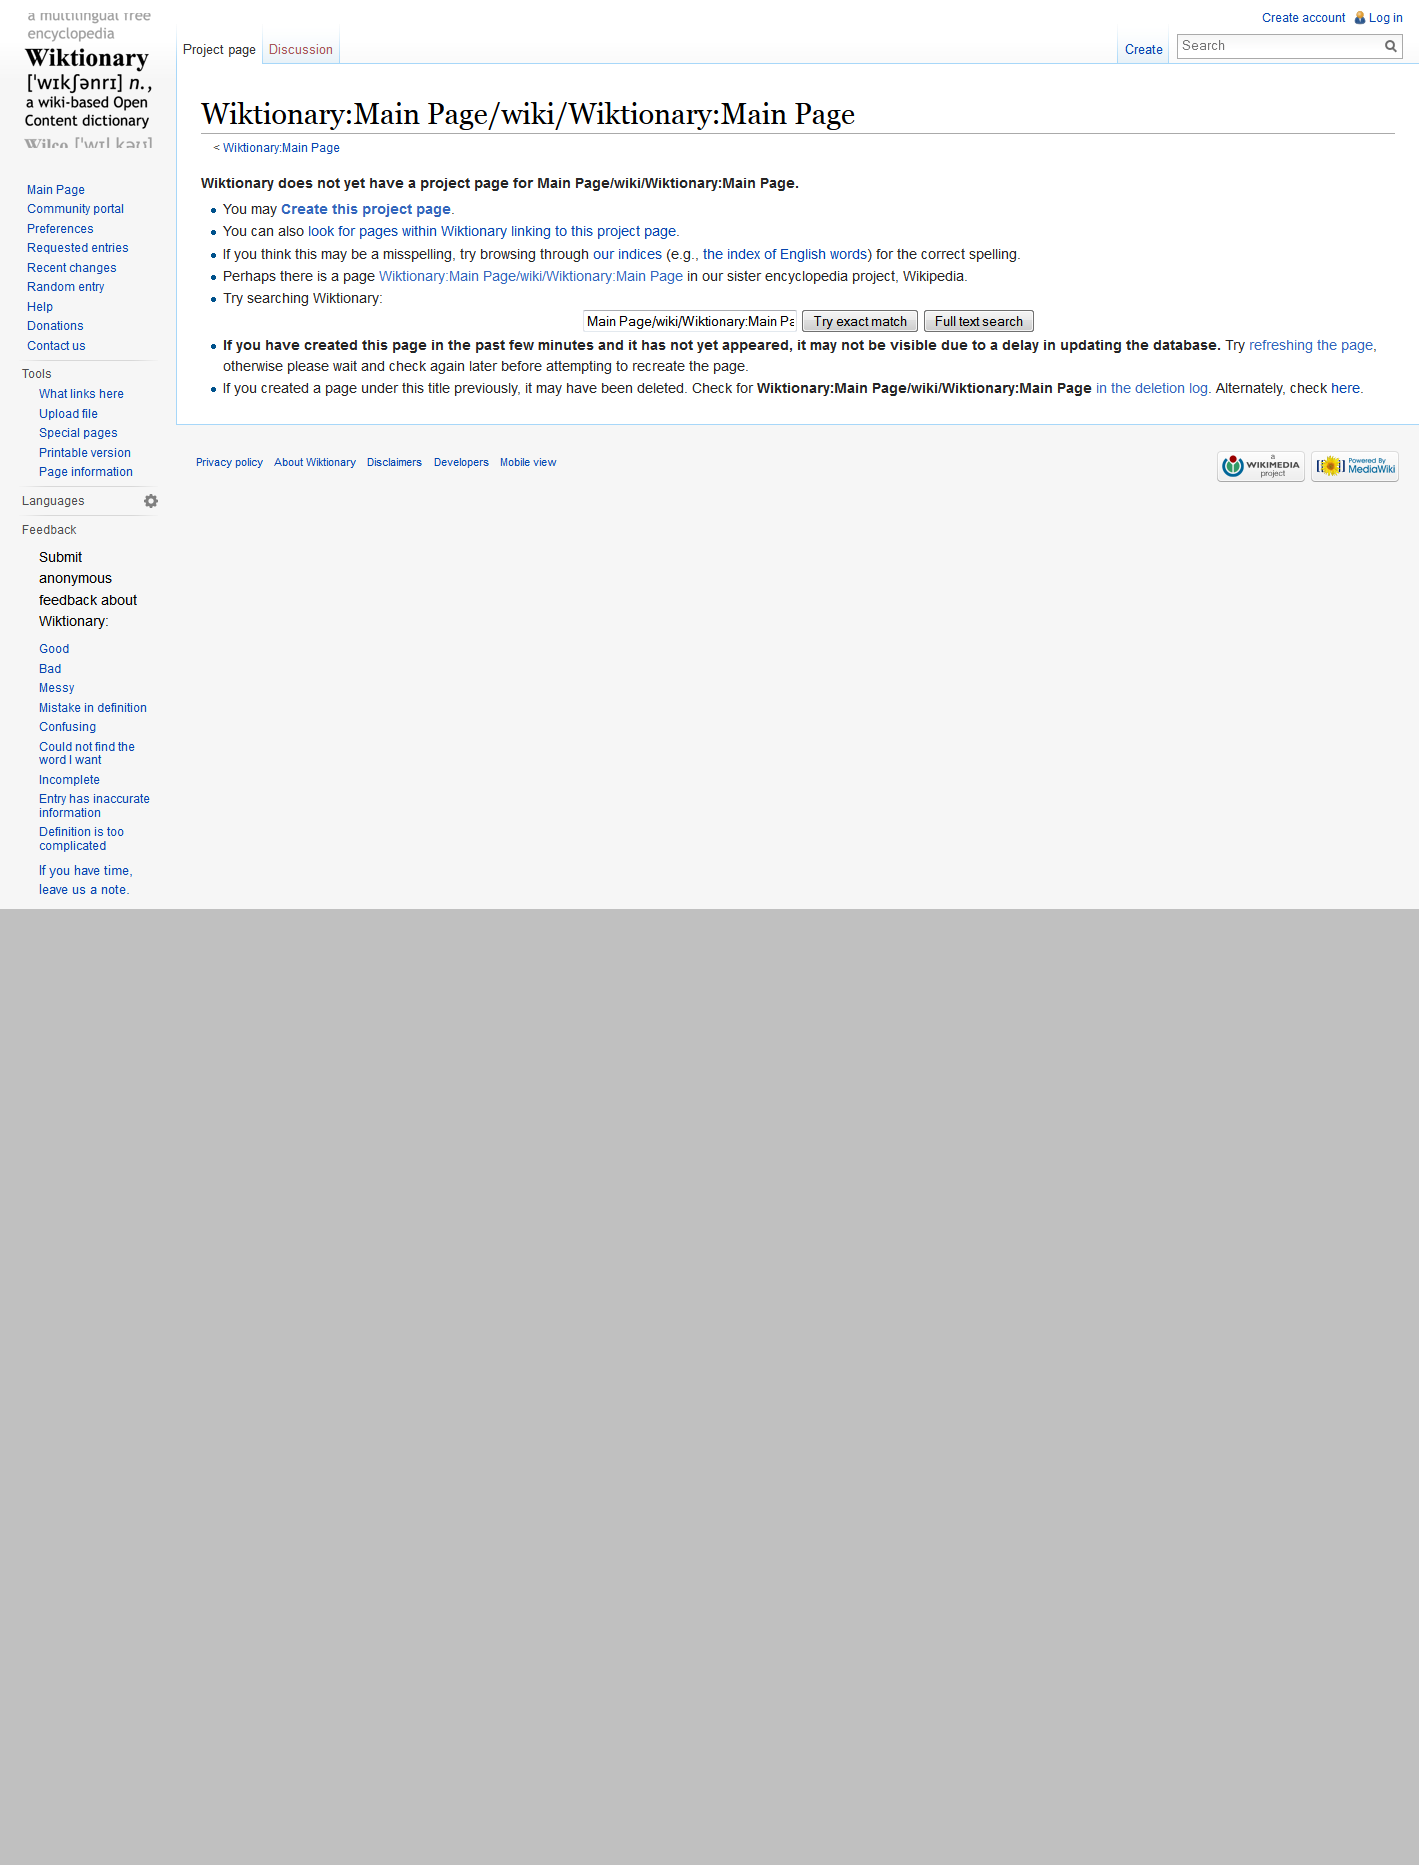 a multilingual free
encyclopedia
Wiktionary
['wɪkʃənrɪ] n.,
a wiki-based Open
Content dictionary
Wilco ['wɪl kəʊ]
Create account Log in
Project page Discussion
Create Search
Wiktionary:Main Page/wiki/Wiktionary:Main Page
< Wiktionary:Main Page
Wiktionary does not yet have a project page for Main Page/wiki/Wiktionary:Main Page.
You may Create this project page.
You can also look for pages within Wiktionary linking to this project page.
If you think this may be a misspelling, try browsing through our indices (e.g., the index of English words) for the correct spelling.
Perhaps there is a page Wiktionary:Main Page/wiki/Wiktionary:Main Page in our sister encyclopedia project, Wikipedia.
Try searching Wiktionary:
Main Page/wiki/Wiktionary:Main Pa Try exact match Full text search
If you have created this page in the past few minutes and it has not yet appeared, it may not be visible due to a delay in updating the database. Try refreshing the page,
otherwise please wait and check again later before attempting to recreate the page.
If you created a page under this title previously, it may have been deleted. Check for Wiktionary:Main Page/wiki/Wiktionary:Main Page in the deletion log. Alternately, check here.
Main Page
Community portal
Preferences
Requested entries
Recent changes
Random entry
Help
Donations
Contact us
Tools
What links here
Upload file
Special pages
Printable version
Page information
Languages
Feedback
Submit
anonymous
feedback about
Wiktionary:
Good
Bad
Messy
Mistake in definition
Confusing
Could not find the
word I want
Incomplete
Entry has inaccurate
information
Definition is too
complicated
If you have time,
leave us a note.
Privacy policy About Wiktionary Disclaimers Developers Mobile view
a
WIKIMEDIA
project
Powered By
MediaWiki